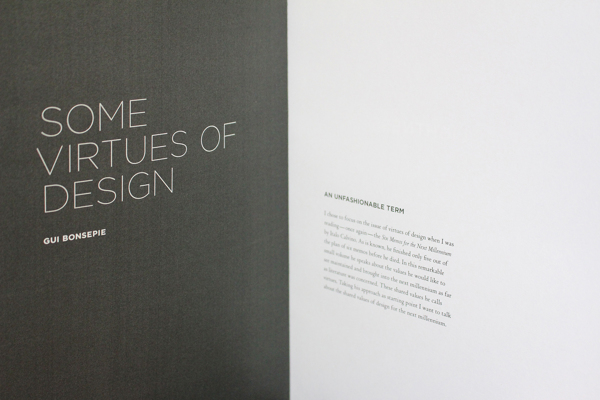 SOME
VIRTUES OF
DESIGN
GUI BONSEPIE
AN UNFASHIONABLE TERM
I chose to focus on the issue of virtues of design when I was
reading—once again—the Six Memos for the Next Millennium
by Italo Calvino. As is known, he finished only five out of
the plan of six memos before he died. In this remarkable
small volume he speaks about the values he would like to
see maintained and brought into the next millennium as far
as literature was concerned. These shared values he calls
virtues. Taking his approach as starting point I want to talk
about the shared values of design for the next millennium.